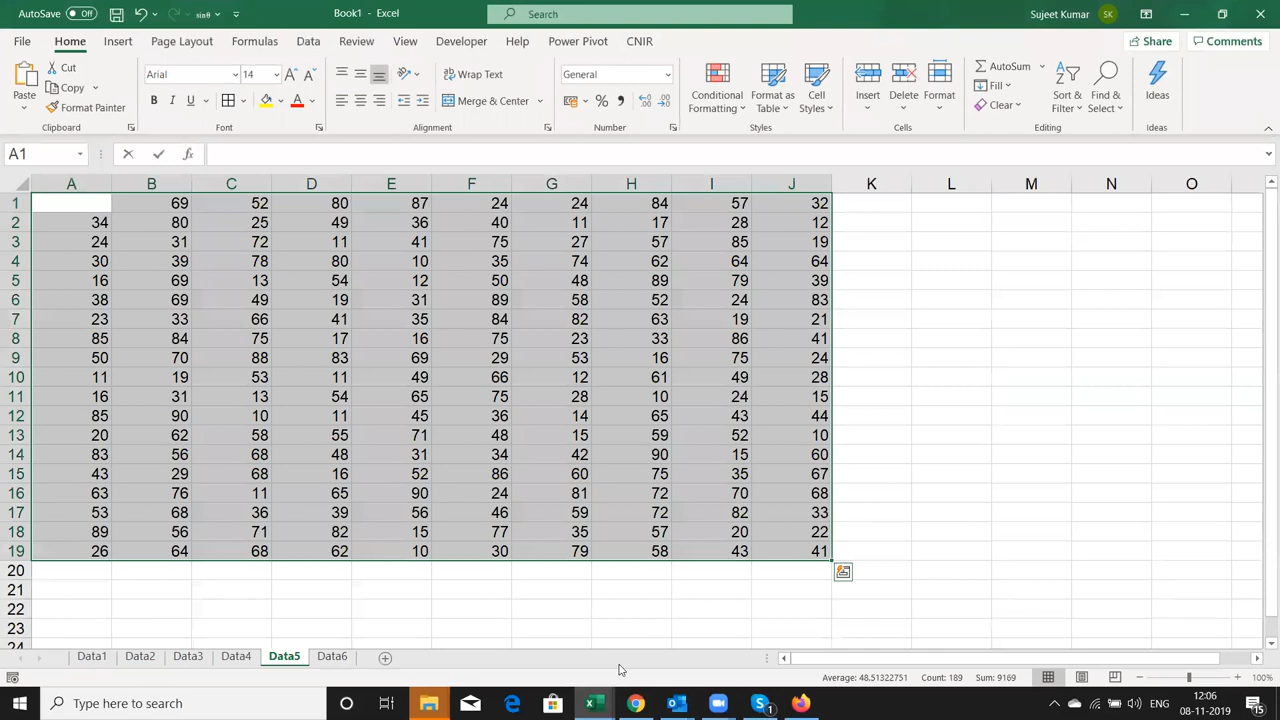 AutoSave Off sinθ Book1 - Excel Search Sujeet Kumar SK
File Home Insert Page Layout Formulas Data Review View Developer Help Power Pivot CNIR Share Comments
Paste Cut Copy Format Painter Clipboard
Arial 14 B I U Font
Wrap Text Merge & Center Alignment
General % Number
Conditional Formatting Format as Table Cell Styles Styles
Insert Delete Format Cells
AutoSum Fill Clear Sort & Filter Find & Select Editing
Ideas Ideas
A1 fx
A B C D E F G H I J K L M N O
1 69 52 80 87 24 24 84 57 32
2 34 80 25 49 36 40 11 17 28 12
3 24 31 72 11 41 75 27 57 85 19
4 30 39 78 80 10 35 74 62 64 64
5 16 69 13 54 12 50 48 89 79 39
6 38 69 49 19 31 89 58 52 24 83
7 23 33 66 41 35 84 82 63 19 21
8 85 84 75 17 16 75 23 33 86 41
9 50 70 88 83 69 29 53 16 75 24
10 11 19 53 11 49 66 12 61 49 28
11 16 31 13 54 65 75 28 10 24 15
12 85 90 10 11 45 36 14 65 43 44
13 20 62 58 55 71 48 15 59 52 10
14 83 56 68 48 31 34 42 90 15 60
15 43 29 68 16 52 86 60 75 35 67
16 63 76 11 65 90 24 81 72 70 68
17 53 68 36 39 56 46 59 72 82 33
18 89 56 71 82 15 77 35 57 20 22
19 26 64 68 62 10 30 79 58 43 41
20
21
22
23
24
Data1 Data2 Data3 Data4 Data5 Data6
Average: 48.51322751 Count: 189 Sum: 9169 100%
Type here to search 1 ENG 12:06
08-11-2019 15